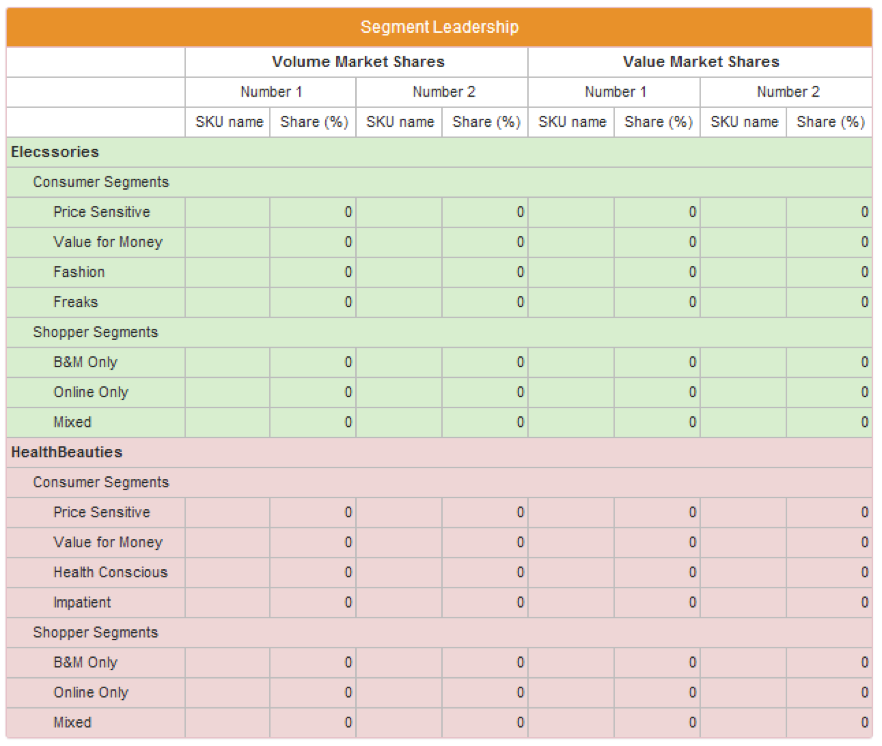 Segment Leadership
Volume Market Shares Value Market Shares
Number 1 Number 2 Number 1 Number 2
SKU name Share (%) SKU name Share (%) SKU name Share (%) SKU name Share (%)
Elecssories
Consumer Segments
Price Sensitive 0 0 0 0
Value for Money 0 0 0 0
Fashion 0 0 0 0
Freaks 0 0 0 0
Shopper Segments
B&M Only 0 0 0 0
Online Only 0 0 0 0
Mixed 0 0 0 0
HealthBeauties
Consumer Segments
Price Sensitive 0 0 0 0
Value for Money 0 0 0 0
Health Conscious 0 0 0 0
Impatient 0 0 0 0
Shopper Segments
B&M Only 0 0 0 0
Online Only 0 0 0 0
Mixed 0 0 0 0